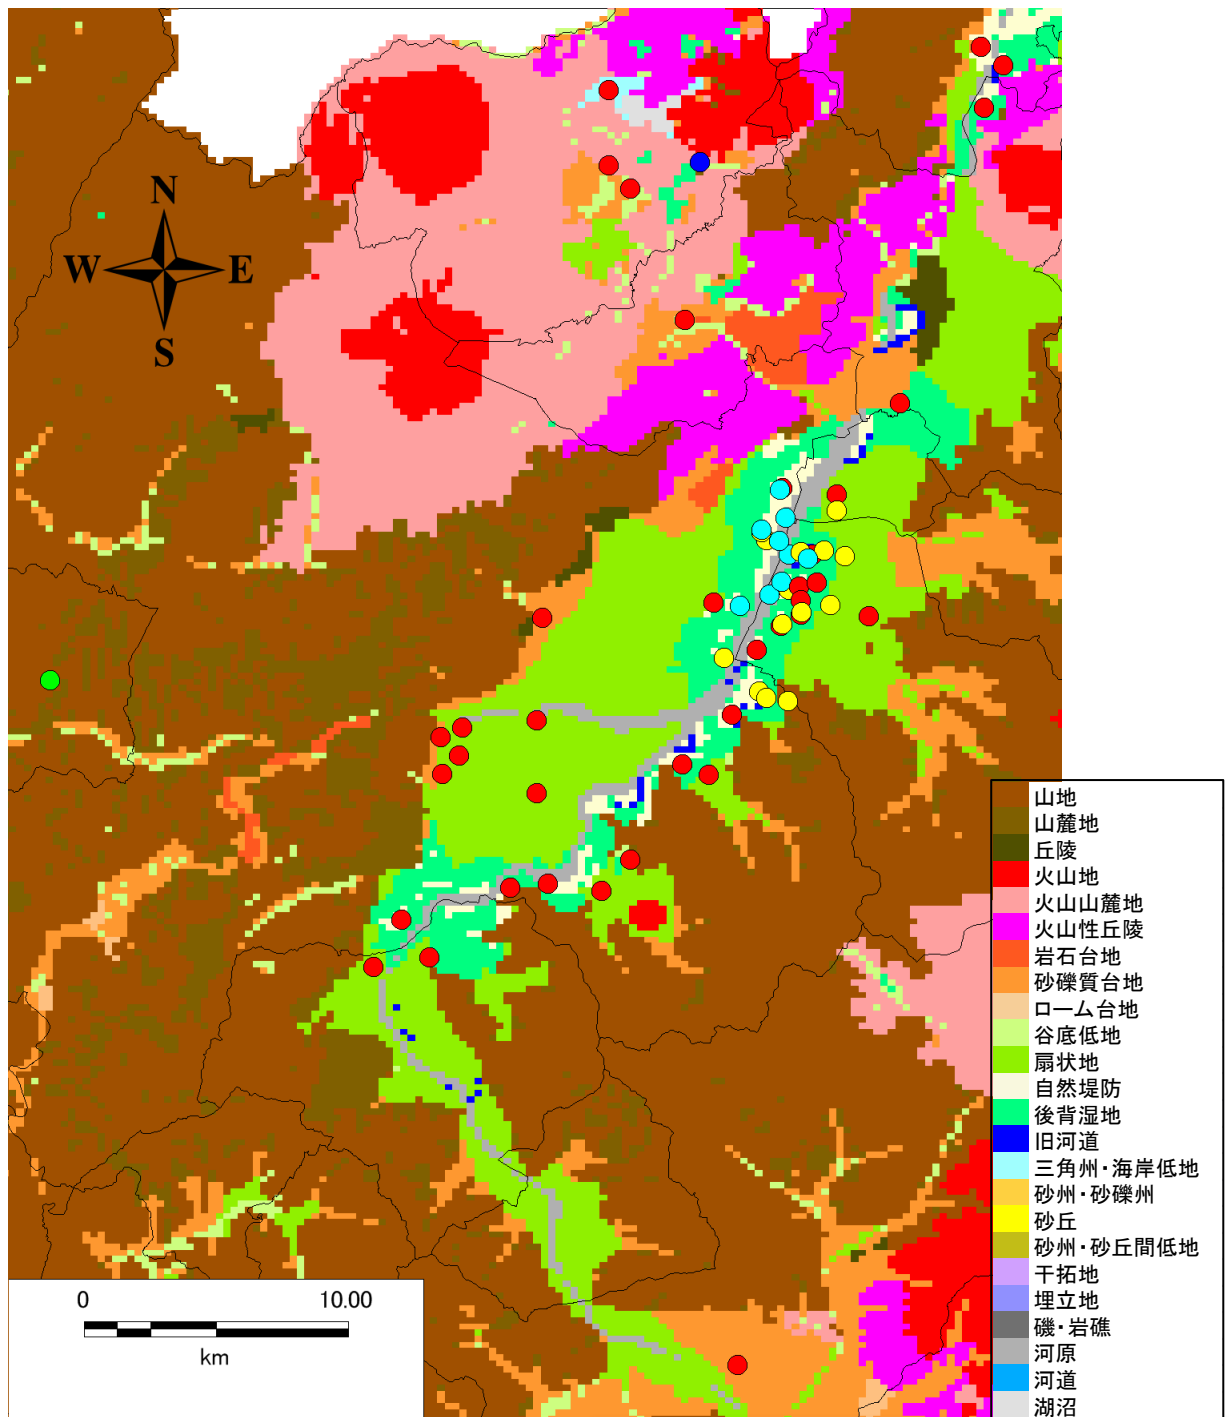 N
W E
S
山地
山麓地
丘陵
火山地
火山山麓地
火山性丘陵
岩石台地
砂礫質台地
ローム台地
谷底低地
扇状地
自然堤防
後背湿地
旧河道
三角州・海岸低地
砂州・砂礫州
砂丘
砂州・砂丘間低地
干拓地
埋立地
磯・岩礁
河原
河道
湖沼
0 10.00
km